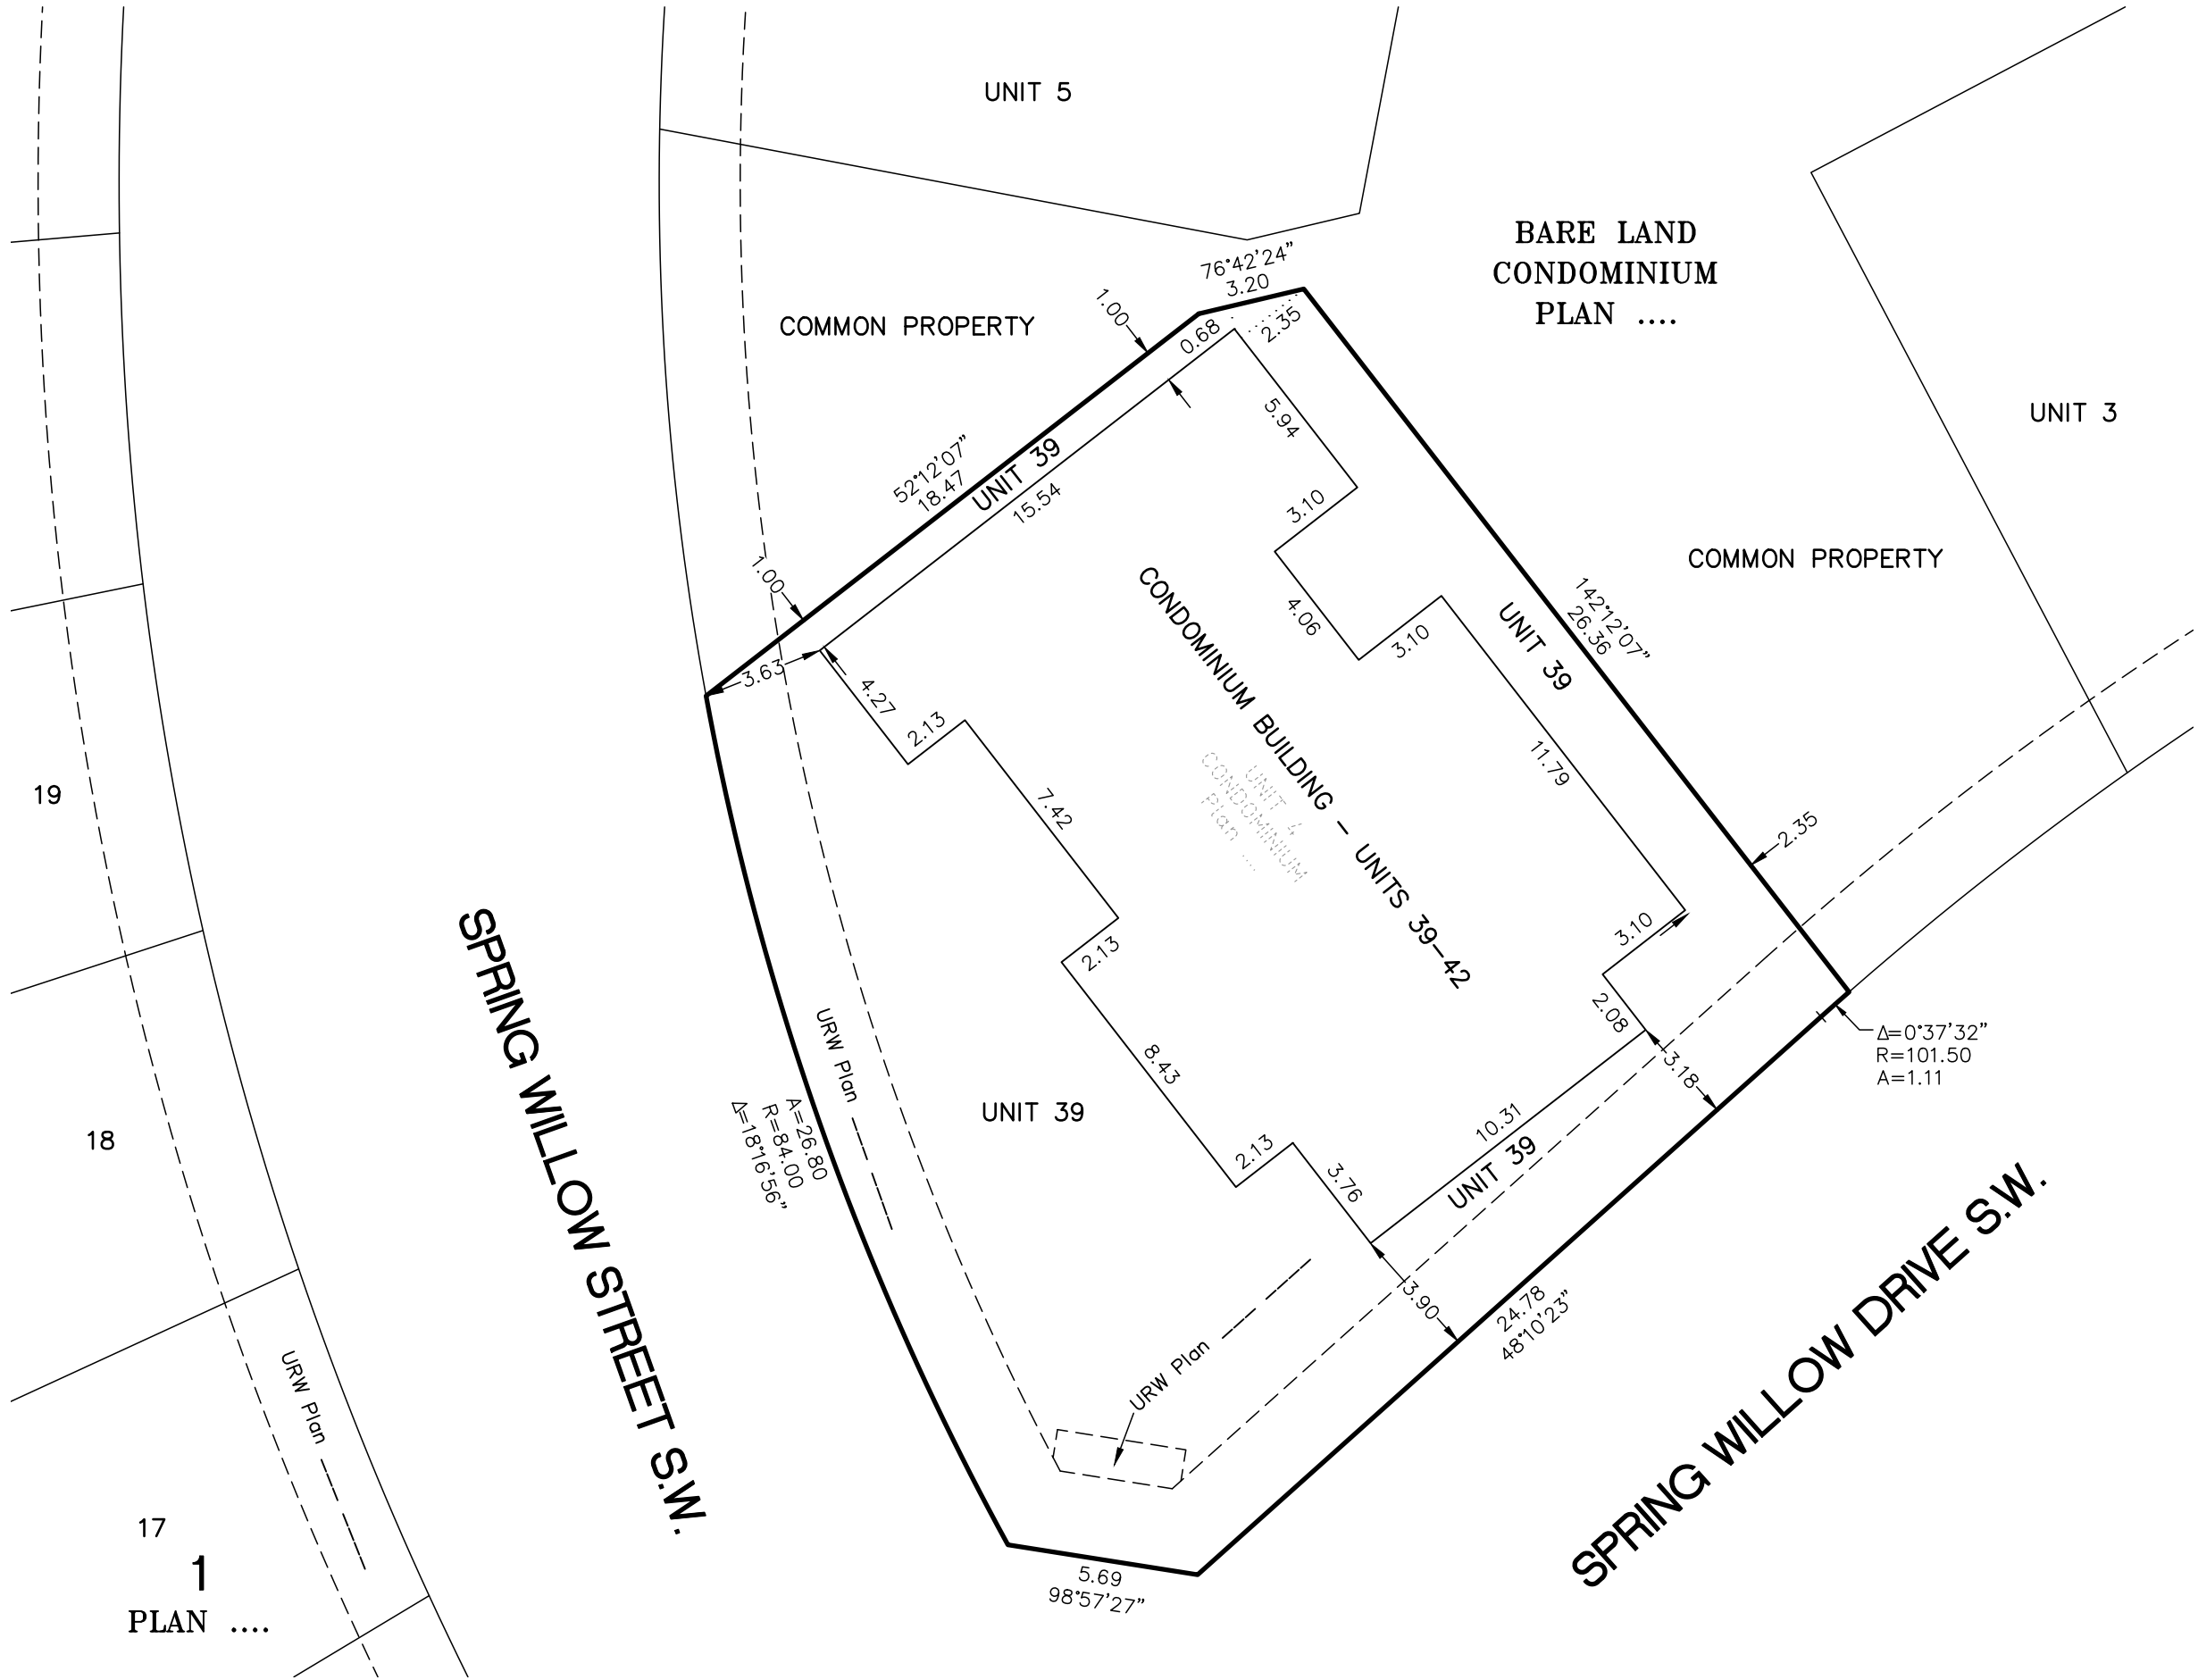 UNIT 5
BARE LAND
CONDOMINIUM
PLAN ....
76°42'24"
3.20
1.00
COMMON PROPERTY
0.68
2.35
5.94
UNIT 3
52°12'07"
18.47
UNIT 39
15.54
3.10
COMMON PROPERTY
1.00
4.06
3.10
142°12'07"
26.36
UNIT 39
3.63
4.27
2.13
CONDOMINIUM BUILDING – UNITS 39–42
UNIT 4
CONDOMINIUM
Plan ....
7.42
11.79
2.35
19
2.13
3.10
2.08
SPRING WILLOW STREET S.W.
URW Plan
8.43
3.18
Δ=0°37'32"
R=101.50
A=1.11
A=26.80
R=84.00
Δ=18°16'56"
UNIT 39
10.31
UNIT 39
2.13
3.76
18
3.90
24.78
48°10'23"
SPRING WILLOW DRIVE S.W.
URW Plan
URW Plan
17
1
PLAN ....
5.69
98°57'27"